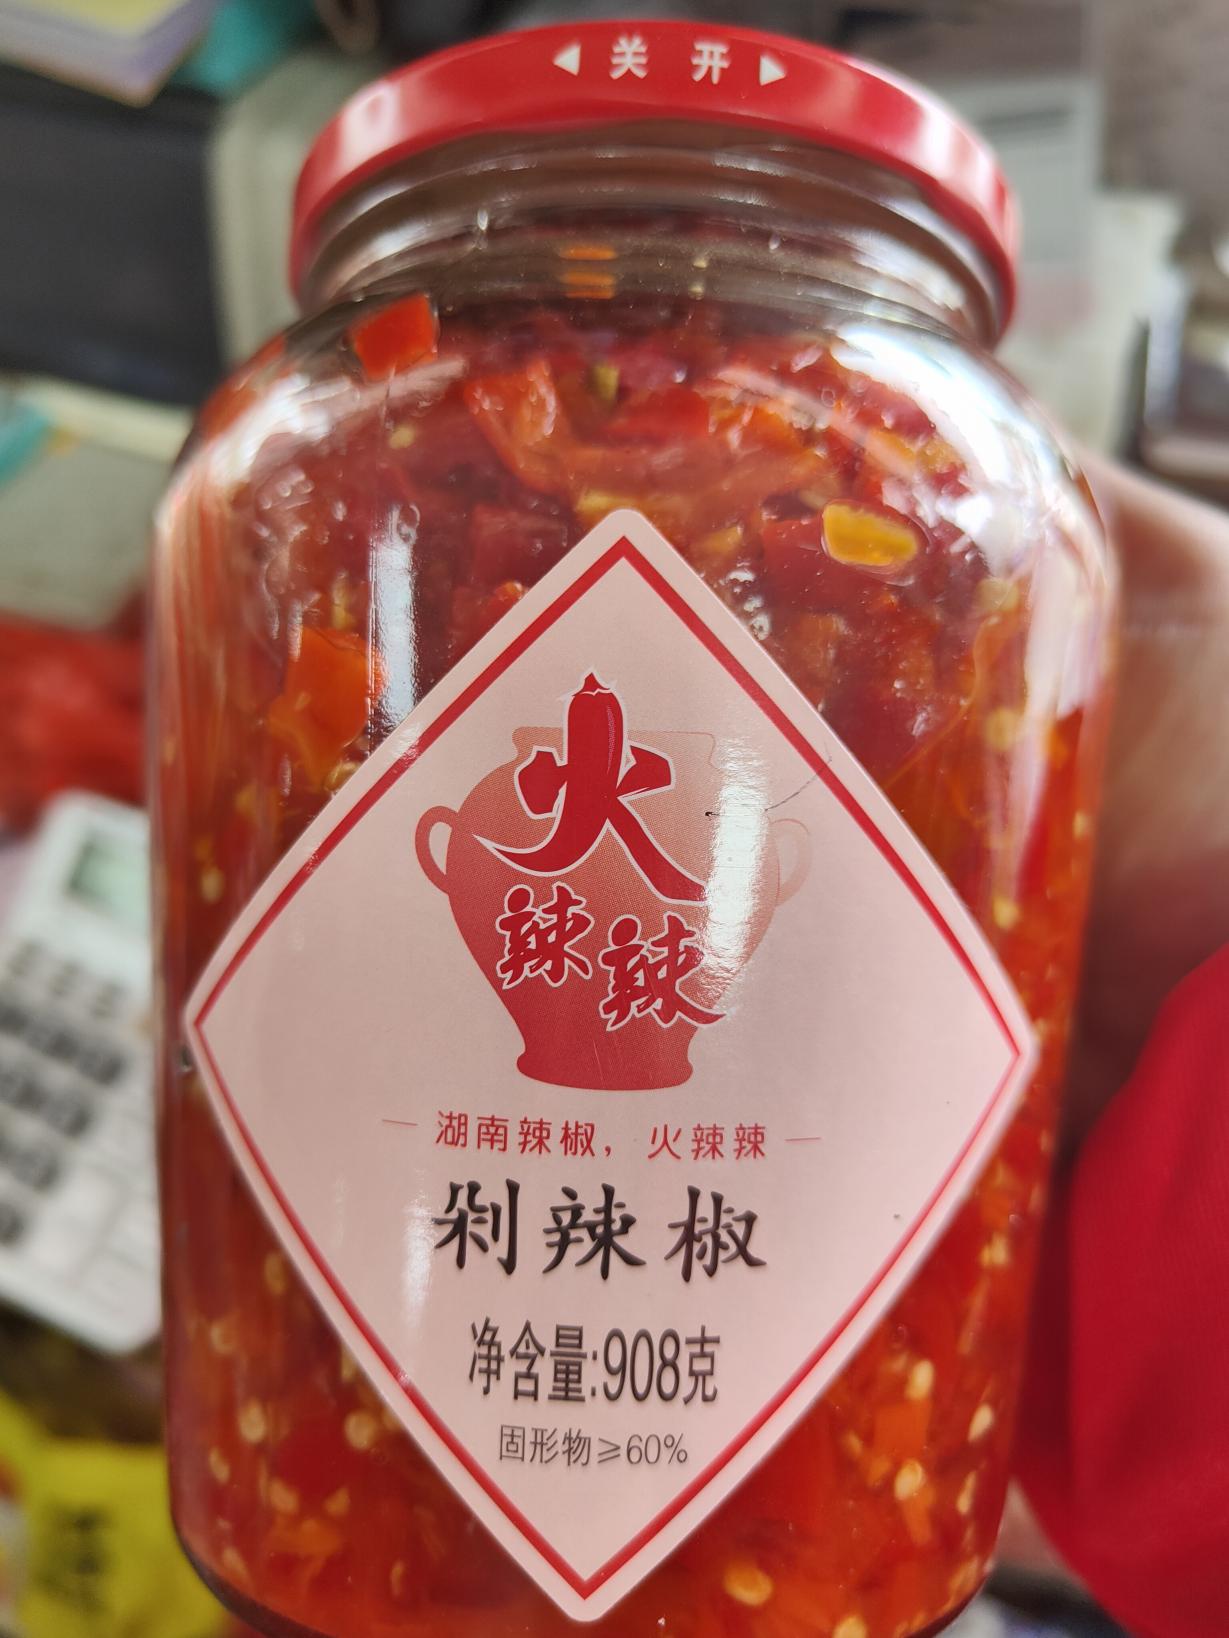 ◀ 关 开 ▶
火
辣辣
— 湖南辣椒，火辣辣 —
剁辣椒
净含量:908克
固形物≥60%